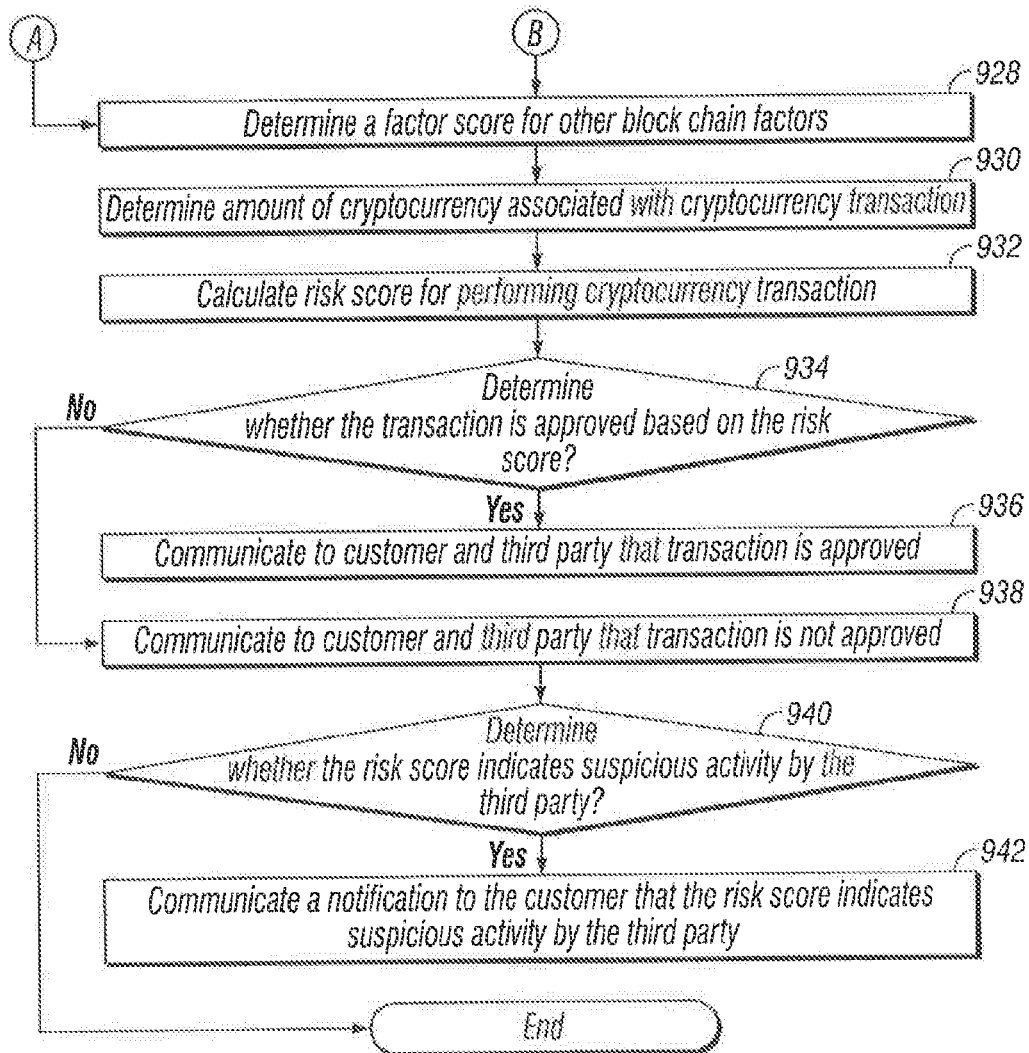 A
B
928
Determine a factor score for other block chain factors
930
Determine amount of cryptocurrency associated with cryptocurrency transaction
932
Calculate risk score for performing cryptocurrency transaction
934
Determine
No
whether the transaction is approved based on the risk
score?
Yes
936
Communicate to customer and third party that transaction is approved
938
Communicate to customer and third party that transaction is not approved
940
Determine
No
whether the risk score indicates suspicious activity by the
third party?
Yes
942
Communicate a notification to the customer that the risk score indicates
suspicious activity by the third party
End